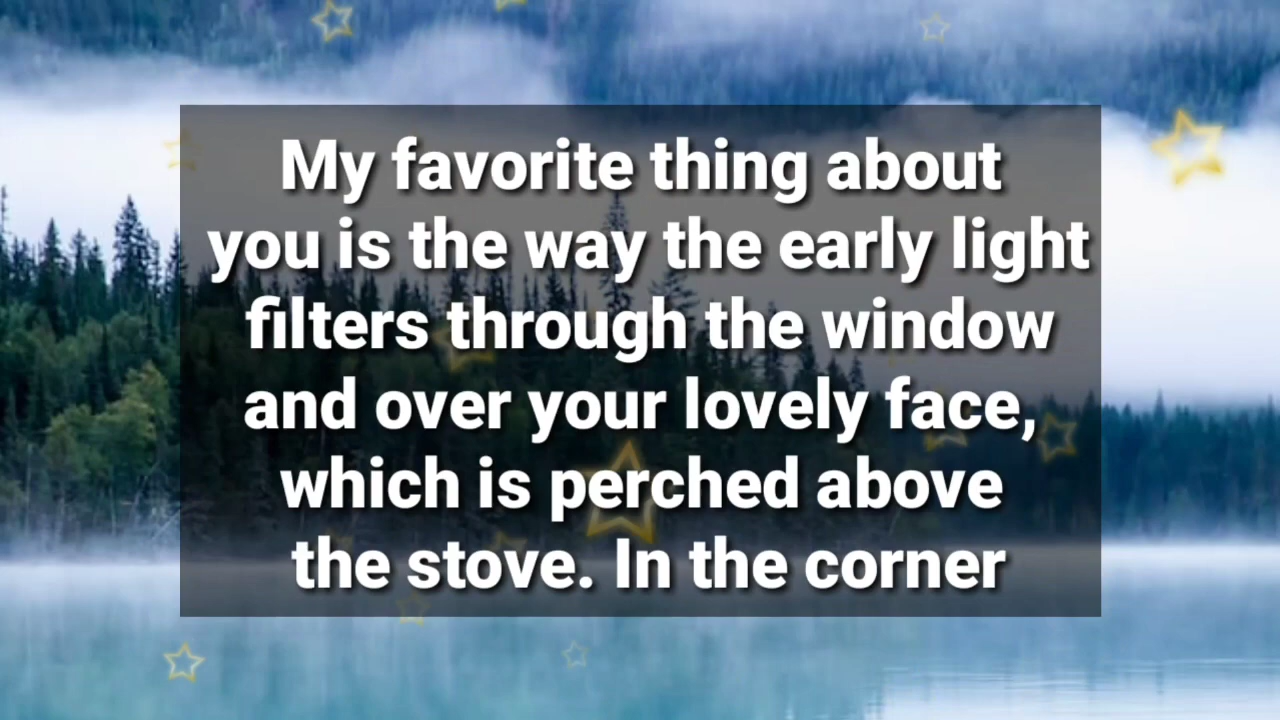 My favorite thing about
you is the way the early light
filters through the window
and over your lovely face,
which is perched above
the stove. In the corner